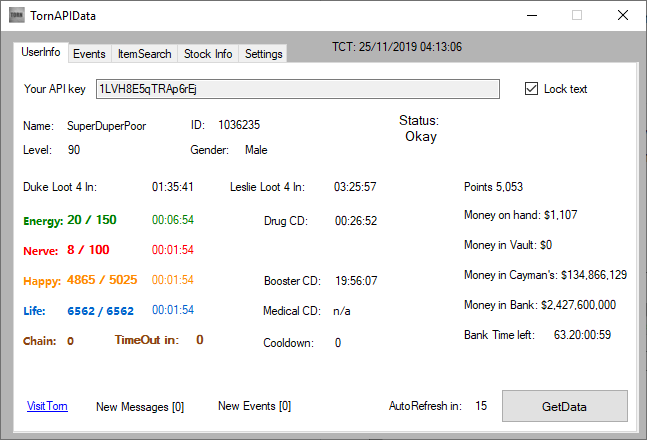 TORN TornAPIData
UserInfo Events ItemSearch Stock Info Settings TCT: 25/11/2019 04:13:06
Your API key 1LVH8E5qTRAp6rEj Lock text
Name: SuperDuperPoor ID: 1036235 Status:
Okay
Level: 90 Gender: Male
Duke Loot 4 In: 01:35:41 Leslie Loot 4 In: 03:25:57 Points 5,053
Energy: 20 / 150 00:06:54 Drug CD: 00:26:52 Money on hand: $1,107
Nerve: 8 / 100 00:01:54 Money in Vault: $0
Happy: 4865 / 5025 00:01:54 Booster CD: 19:56:07 Money in Cayman's: $134,866,129
Life: 6562 / 6562 00:01:54 Medical CD: n/a Money in Bank: $2,427,600,000
Chain: 0 TimeOut in: 0 Cooldown: 0 Bank Time left: 63.20:00:59
VisitTorn New Messages [0] New Events [0] AutoRefresh in: 15 GetData